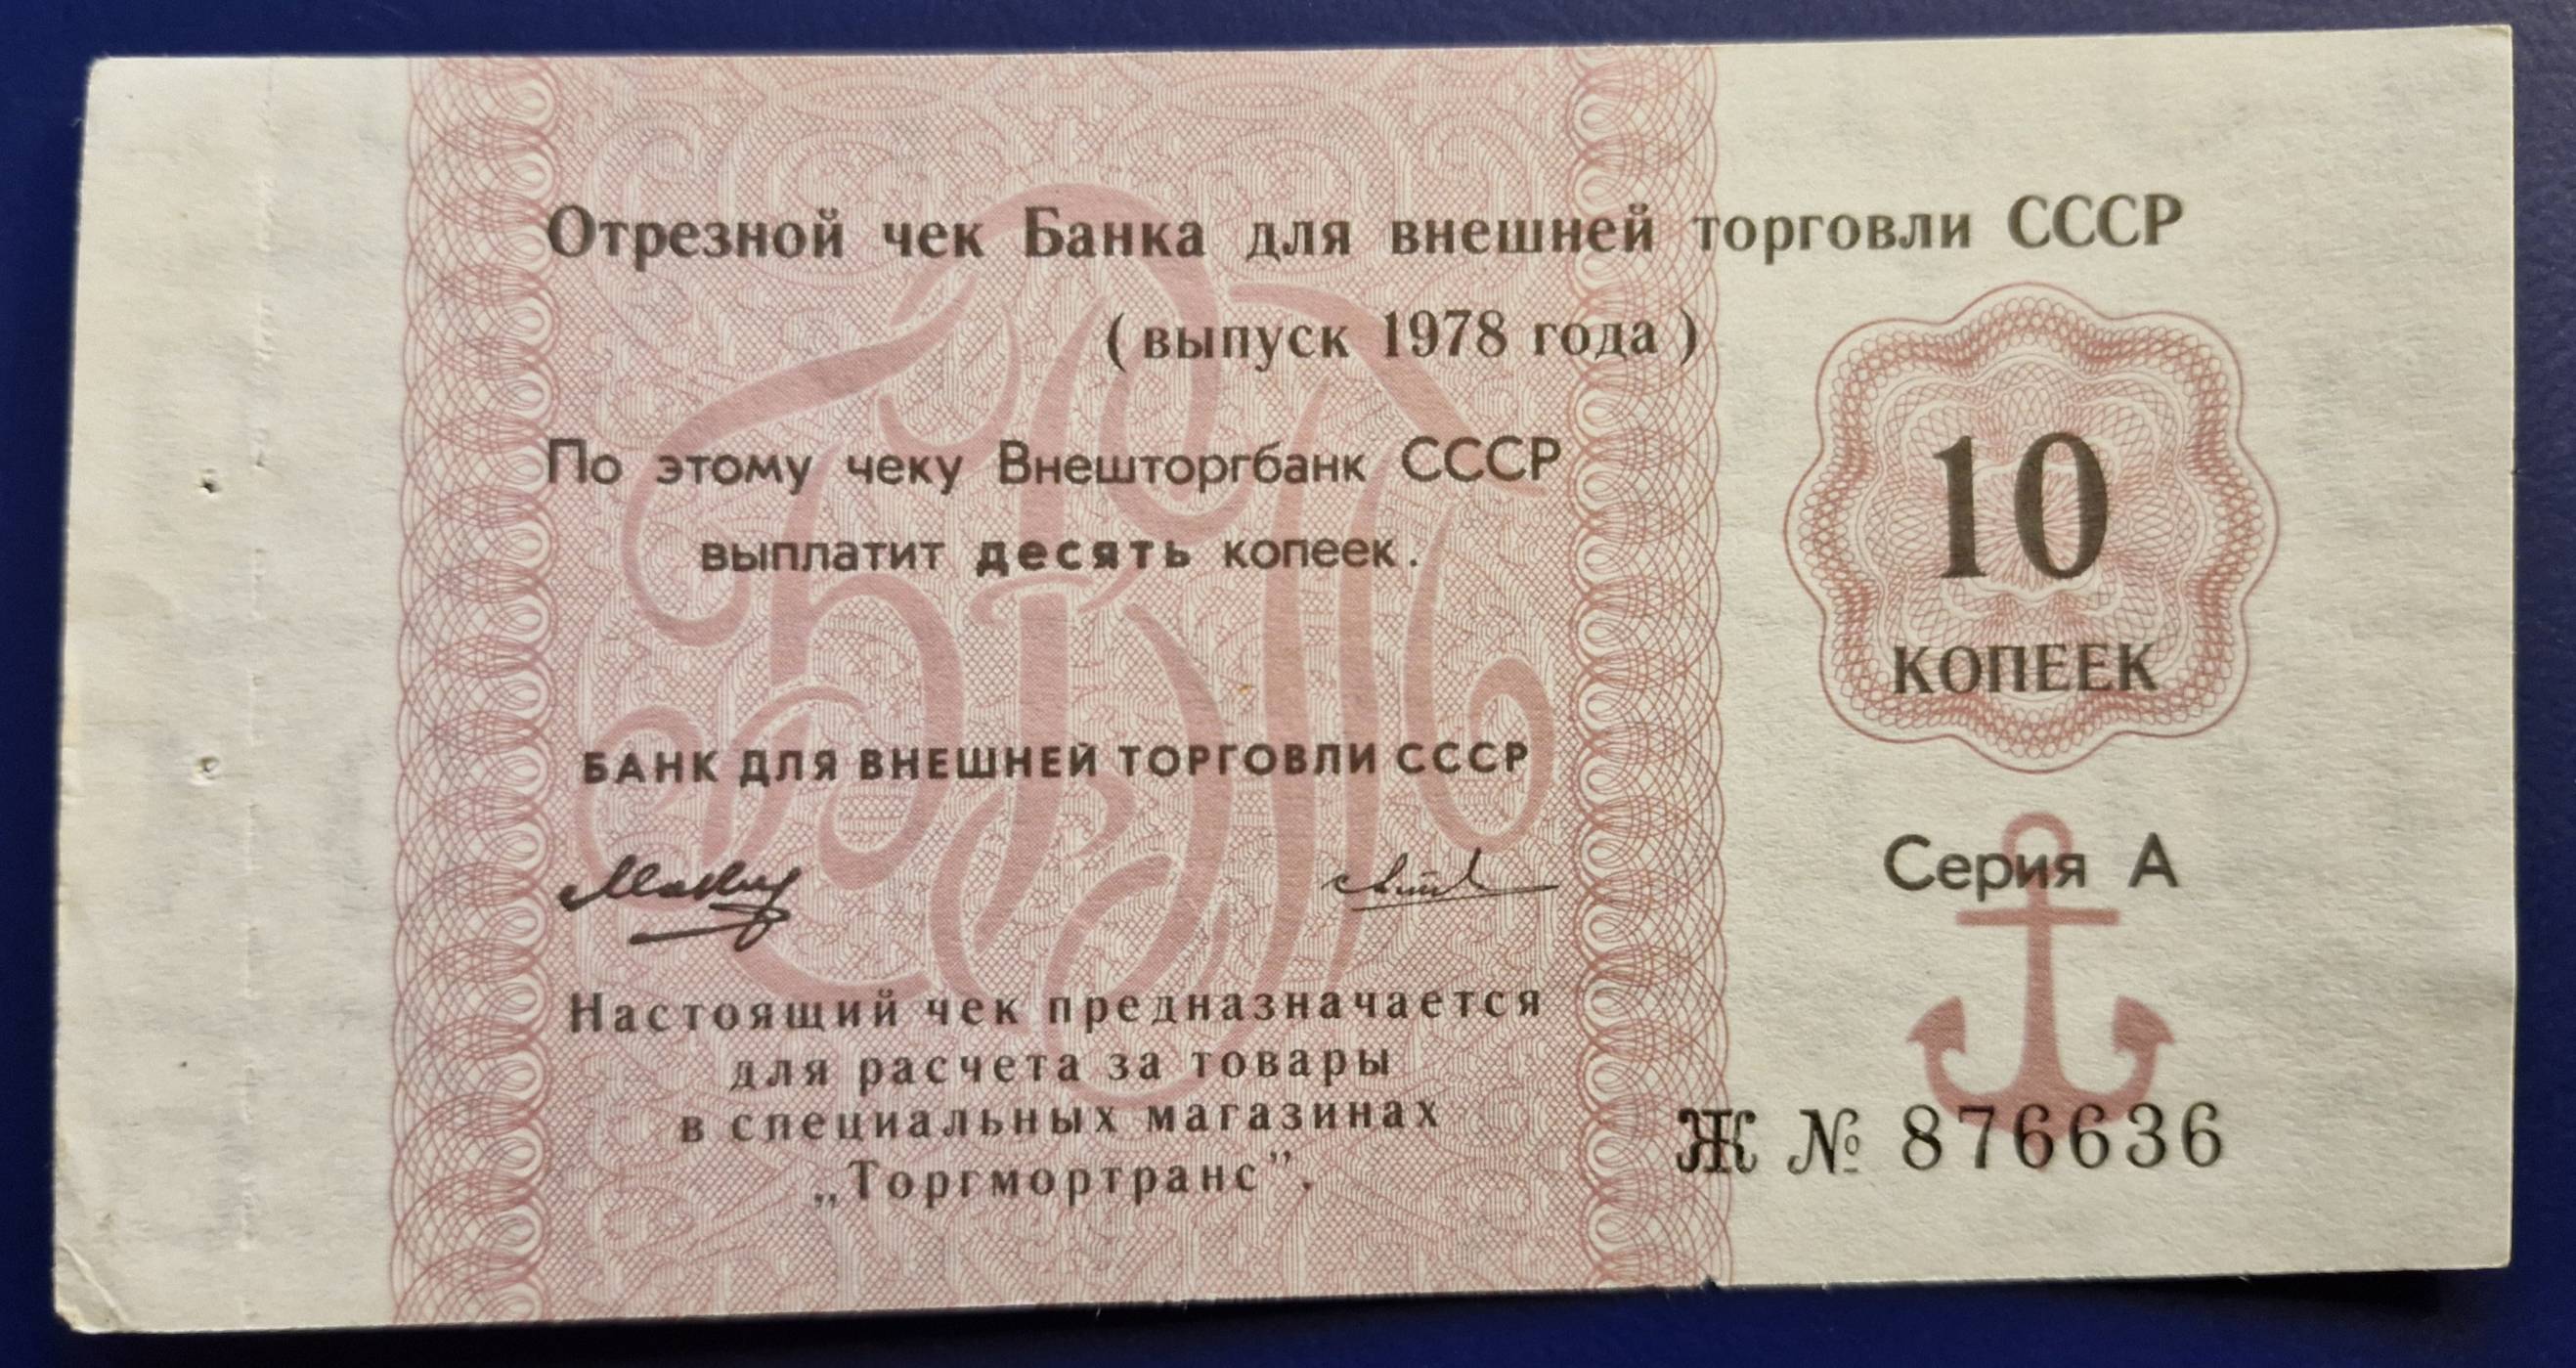 Отрезной чек Банка для внешней торговли СССР
( выпуск 1978 года )
По этому чеку Внешторгбанк СССР
выплатит десять копеек.
10
КОПЕЕК
БАНК ДЛЯ ВНЕШНЕЙ ТОРГОВЛИ СССР
Серия А
Настоящий чек предназначается
для расчета за товары
в специальных магазинах
„Торгмортранс”.
Ж № 876636